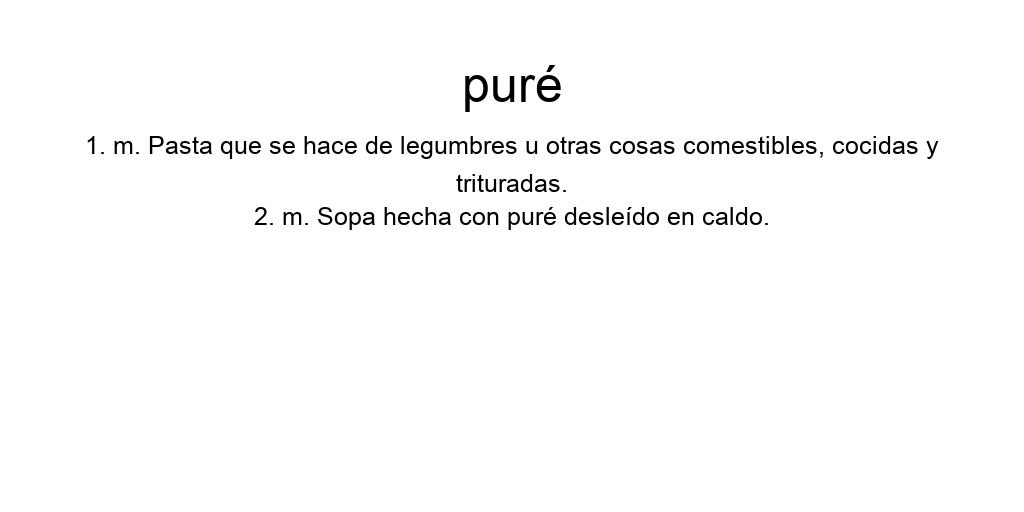 puré
1. m. Pasta que se hace de legumbres u otras cosas comestibles, cocidas y
trituradas.
2. m. Sopa hecha con puré desleído en caldo.